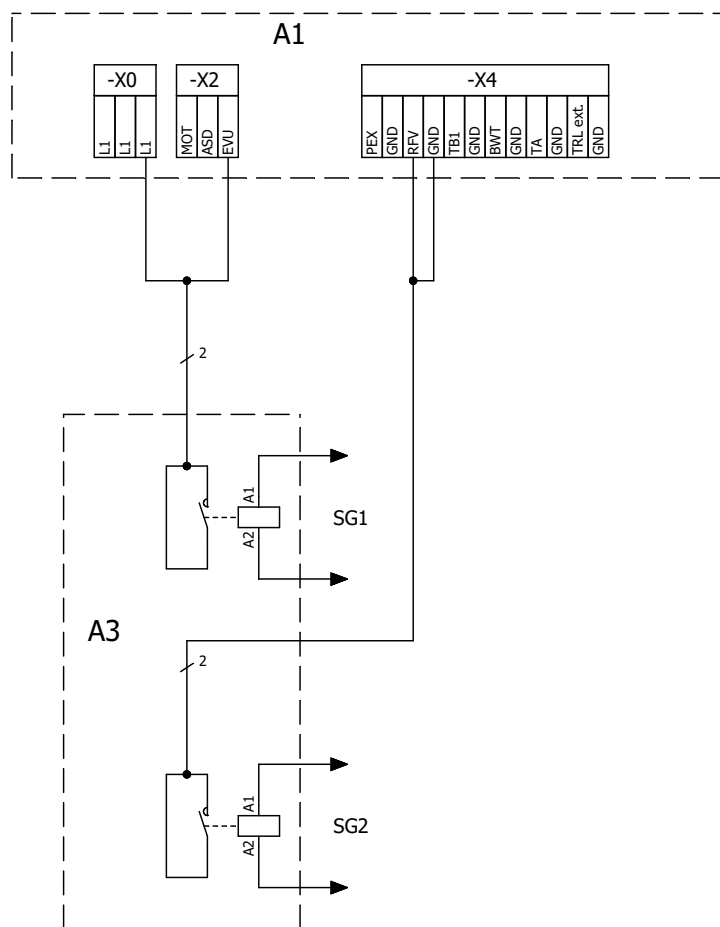 A1
-X0
-X2
-X4
L1
L1
L1
MOT
ASD
EVU
PEX
GND
RFV
GND
TB1
GND
BWT
GND
TA
GND
TRL ext.
GND
2
A1
A2
SG1
A3
2
A1
A2
SG2